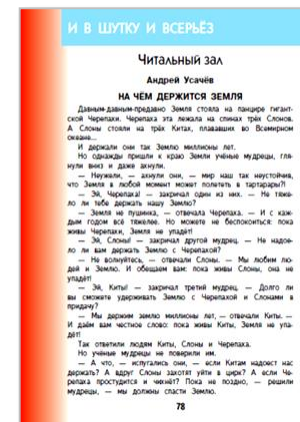 И В ШУТКУ И ВСЕРЬЁЗ
Читальный зал
Андрей Усачёв
НА ЧЁМ ДЕРЖИТСЯ ЗЕМЛЯ
Давным-давным-предавно Земля стояла на панцире гигант-
ской Черепахи. Черепаха эта лежала на спинах трёх Слонов.
А Слоны стояли на трёх Китах, плававших во Всемирном
океане...
И держали они так Землю миллионы лет.
Но однажды пришли к краю Земли учёные мудрецы, гля-
нули вниз и даже ахнули.
— Неужели, — ахнули они, — мир наш так неустойчив,
что Земля в любой момент может полететь в тартарары?!
— Эй, Черепаха! — закричал один из них. — Не тяже-
ло ли тебе держать нашу Землю?
— Земля не пушинка, — отвечала Черепаха. — И с каж-
дым годом всё тяжелее. Но можете не беспокоиться: пока
живы Черепахи, Земля не упадёт!
— Эй, Слоны! — закричал другой мудрец. — Не надое-
ло ли вам держать Землю с Черепахой?
— Не волнуйтесь, — отвечали Слоны. — Мы любим лю-
дей и Землю. И обещаем вам: пока живы Слоны, она не
упадёт!
— Эй, Киты! — закричал третий мудрец. — Долго ли
вы сможете удерживать Землю с Черепахой и Слонами в
придачу?
— Мы держим землю миллионы лет, — отвечали Киты. —
И даём вам честное слово: пока живы Киты, Земля не упа-
дёт!
Так ответили людям Киты, Слоны и Черепаха.
Но учёные мудрецы не поверили им.
— А что, — испугались они, — если Китам надоест нас
держать? А вдруг Слоны захотят уйти в цирк? А если Че-
репаха простудится и чихнёт? Пока не поздно, — решили
мудрецы, — мы должны спасти Землю.
78